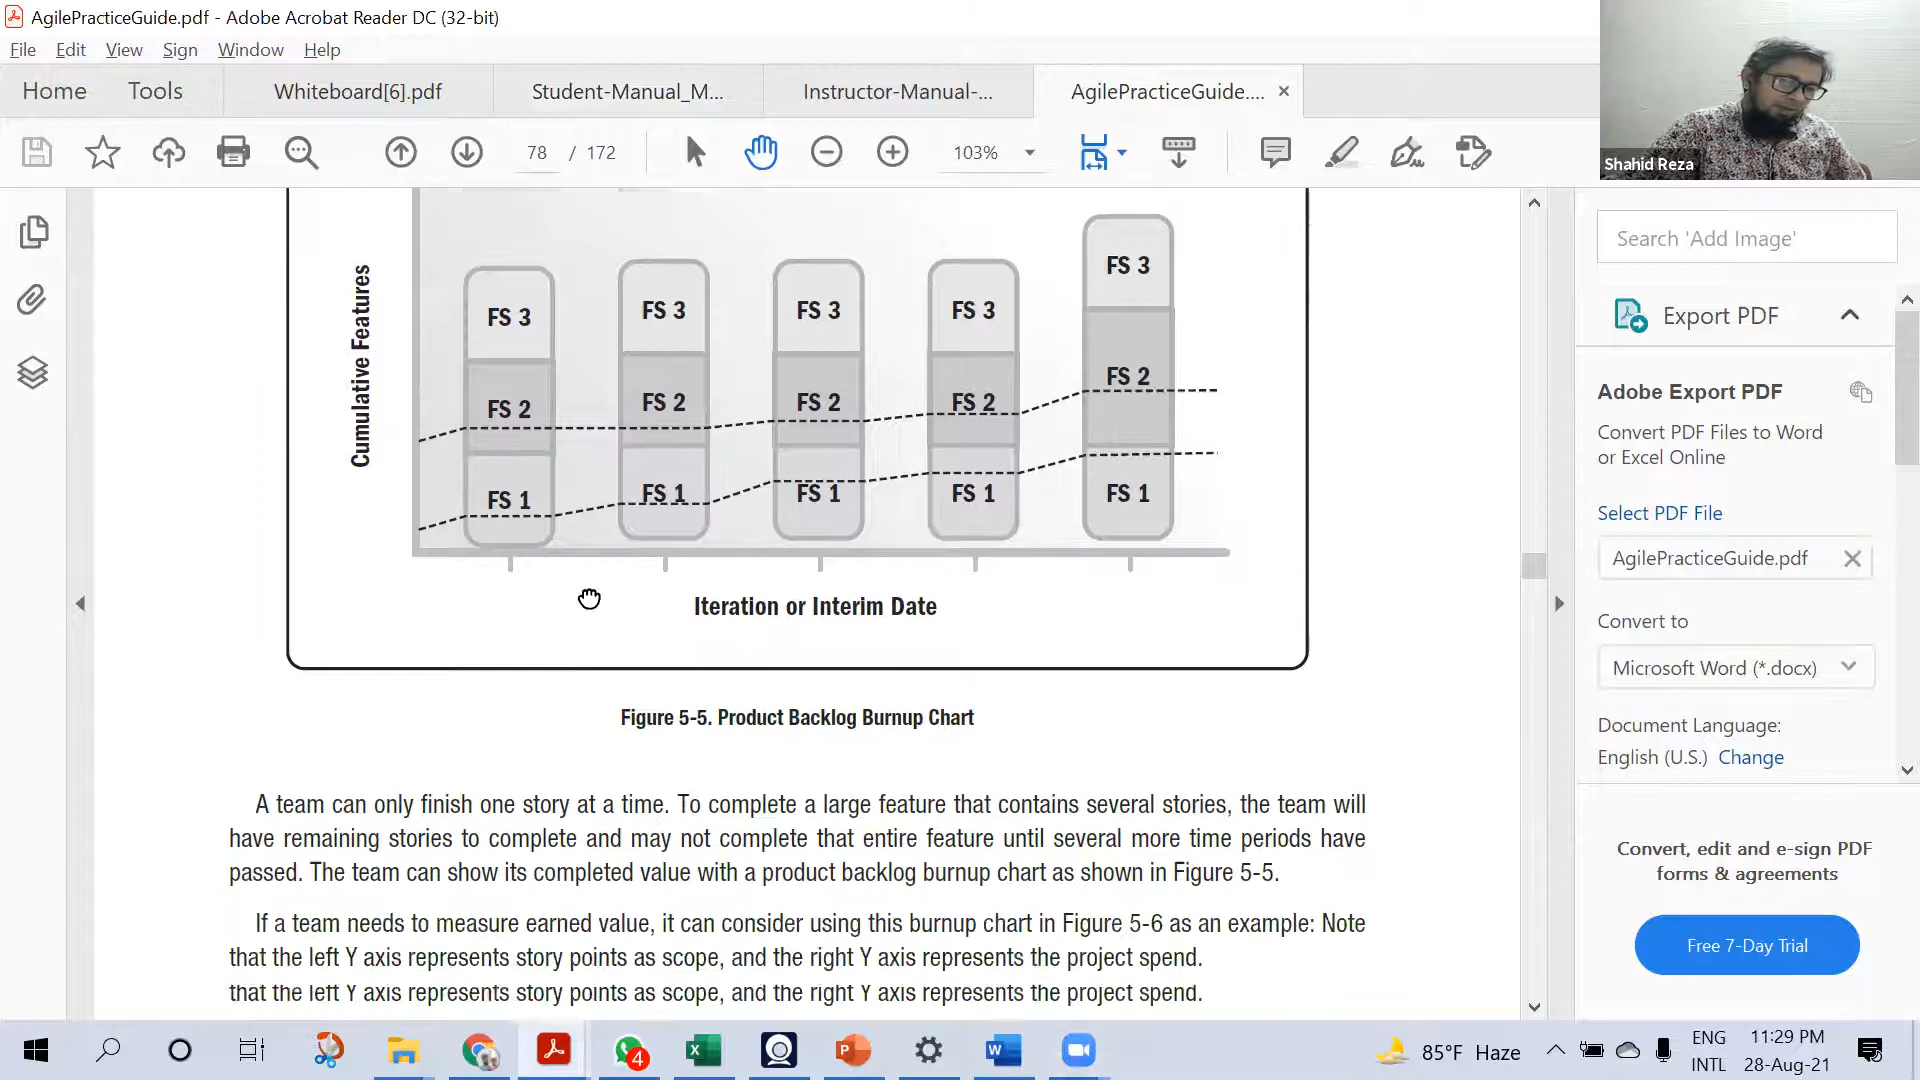 AgilePracticeGuide.pdf - Adobe Acrobat Reader DC (32-bit)
File Edit View Sign Window Help
Home Tools Whiteboard[6].pdf Student-Manual_M... Instructor-Manual-... AgilePracticeGuide....
78 / 172 103%
Shahid Reza
Search 'Add Image'
Export PDF
Adobe Export PDF
Convert PDF Files to Word
or Excel Online
Select PDF File
AgilePracticeGuide.pdf
Convert to
Microsoft Word (*.docx)
Document Language:
English (U.S.) Change
Convert, edit and e-sign PDF
forms & agreements
Free 7-Day Trial
Cumulative Features
FS 3 FS 3 FS 3 FS 3 FS 3
FS 2 FS 2 FS 2 FS 2 FS 2
FS 1 FS 1 FS 1 FS 1 FS 1
Iteration or Interim Date
Figure 5-5. Product Backlog Burnup Chart
A team can only finish one story at a time. To complete a large feature that contains several stories, the team will
have remaining stories to complete and may not complete that entire feature until several more time periods have
passed. The team can show its completed value with a product backlog burnup chart as shown in Figure 5-5.
If a team needs to measure earned value, it can consider using this burnup chart in Figure 5-6 as an example: Note
that the left Y axis represents story points as scope, and the right Y axis represents the project spend.
that the left Y axis represents story points as scope, and the right Y axis represents the project spend.
4
85°F Haze
ENG
INTL
11:29 PM
28-Aug-21